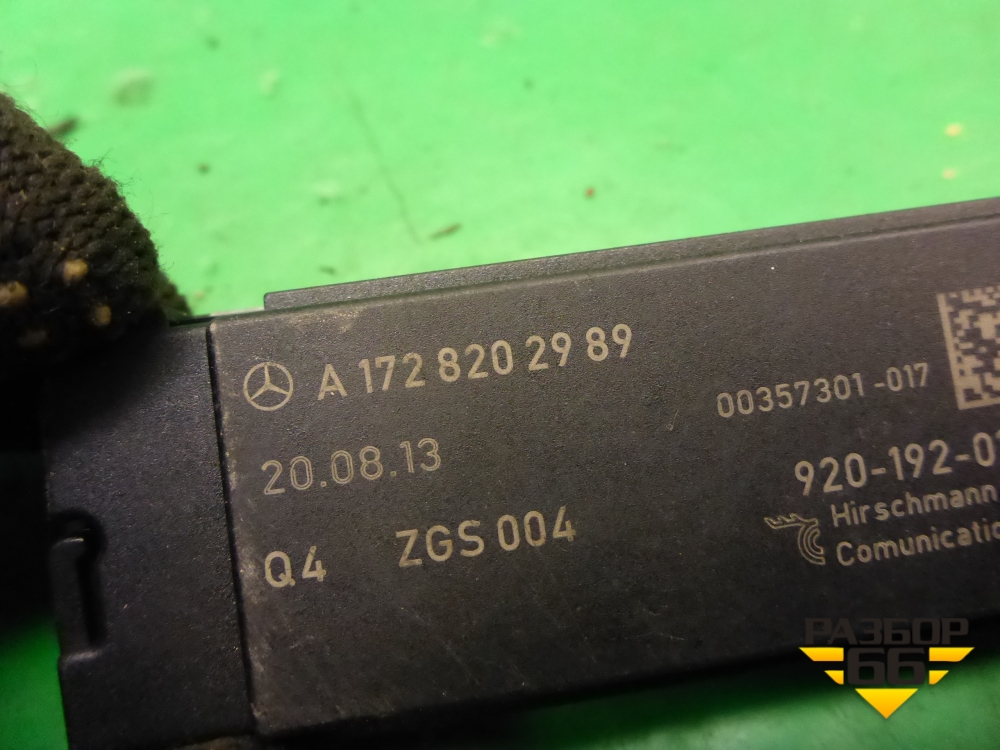 A 172 820 29 89
00357301-017
20.08.13
920-192-0
Q4 ZGS 004
Hirschmann
Comunicatio
РАЗБОР
66